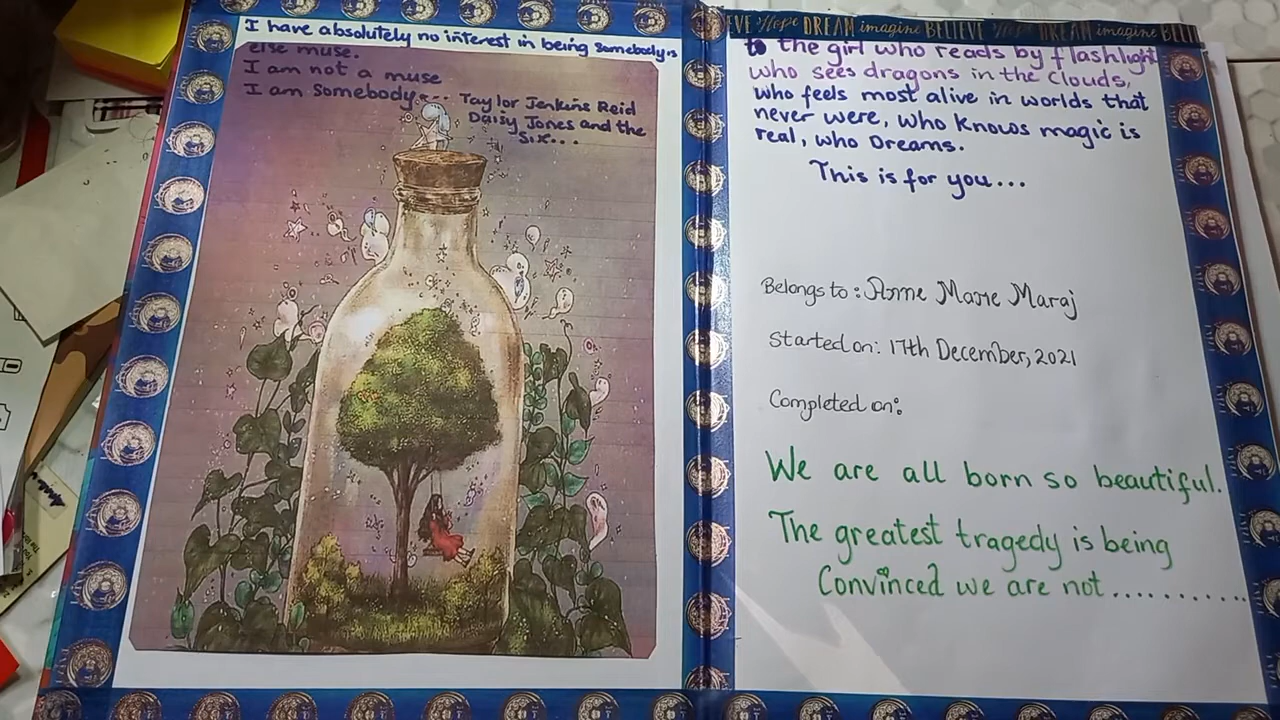 I have absolutely no interest in being somebody's
else muse.
I am not a muse
I am Somebody... Taylor Jenkins Reid
Daisy Jones and the
Six...
EVE Hope DREAM imagine BELIEVE Hope DREAM imagine BELI
to the girl who reads by flashlight
who sees dragons in the clouds,
who feels most alive in worlds that
never were, who knows magic is
real, who Dreams.
This is for you...
Belongs to: Anne Marie Maraj
Started on: 17th December, 2021
Completed on:
We are all born so beautiful.
The greatest tragedy is being
Convinced we are not...........